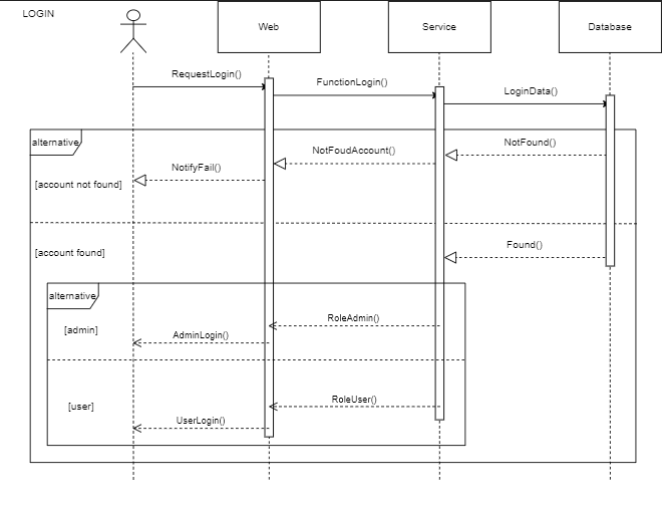 LOGIN
Web
Service
Database
RequestLogin()
FunctionLogin()
LoginData()
alternative
NotFound()
NotFoudAccount()
NotifyFail()
[account not found]
Found()
[account found]
alternative
RoleAdmin()
[admin]
AdminLogin()
RoleUser()
[user]
UserLogin()